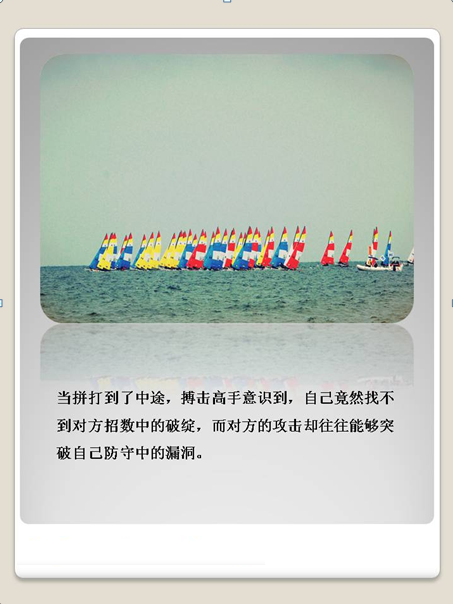 当拼打到了中途，搏击高手意识到，自己竟然找不
到对方招数中的破绽，而对方的攻击却往往能够突
破自己防守中的漏洞。